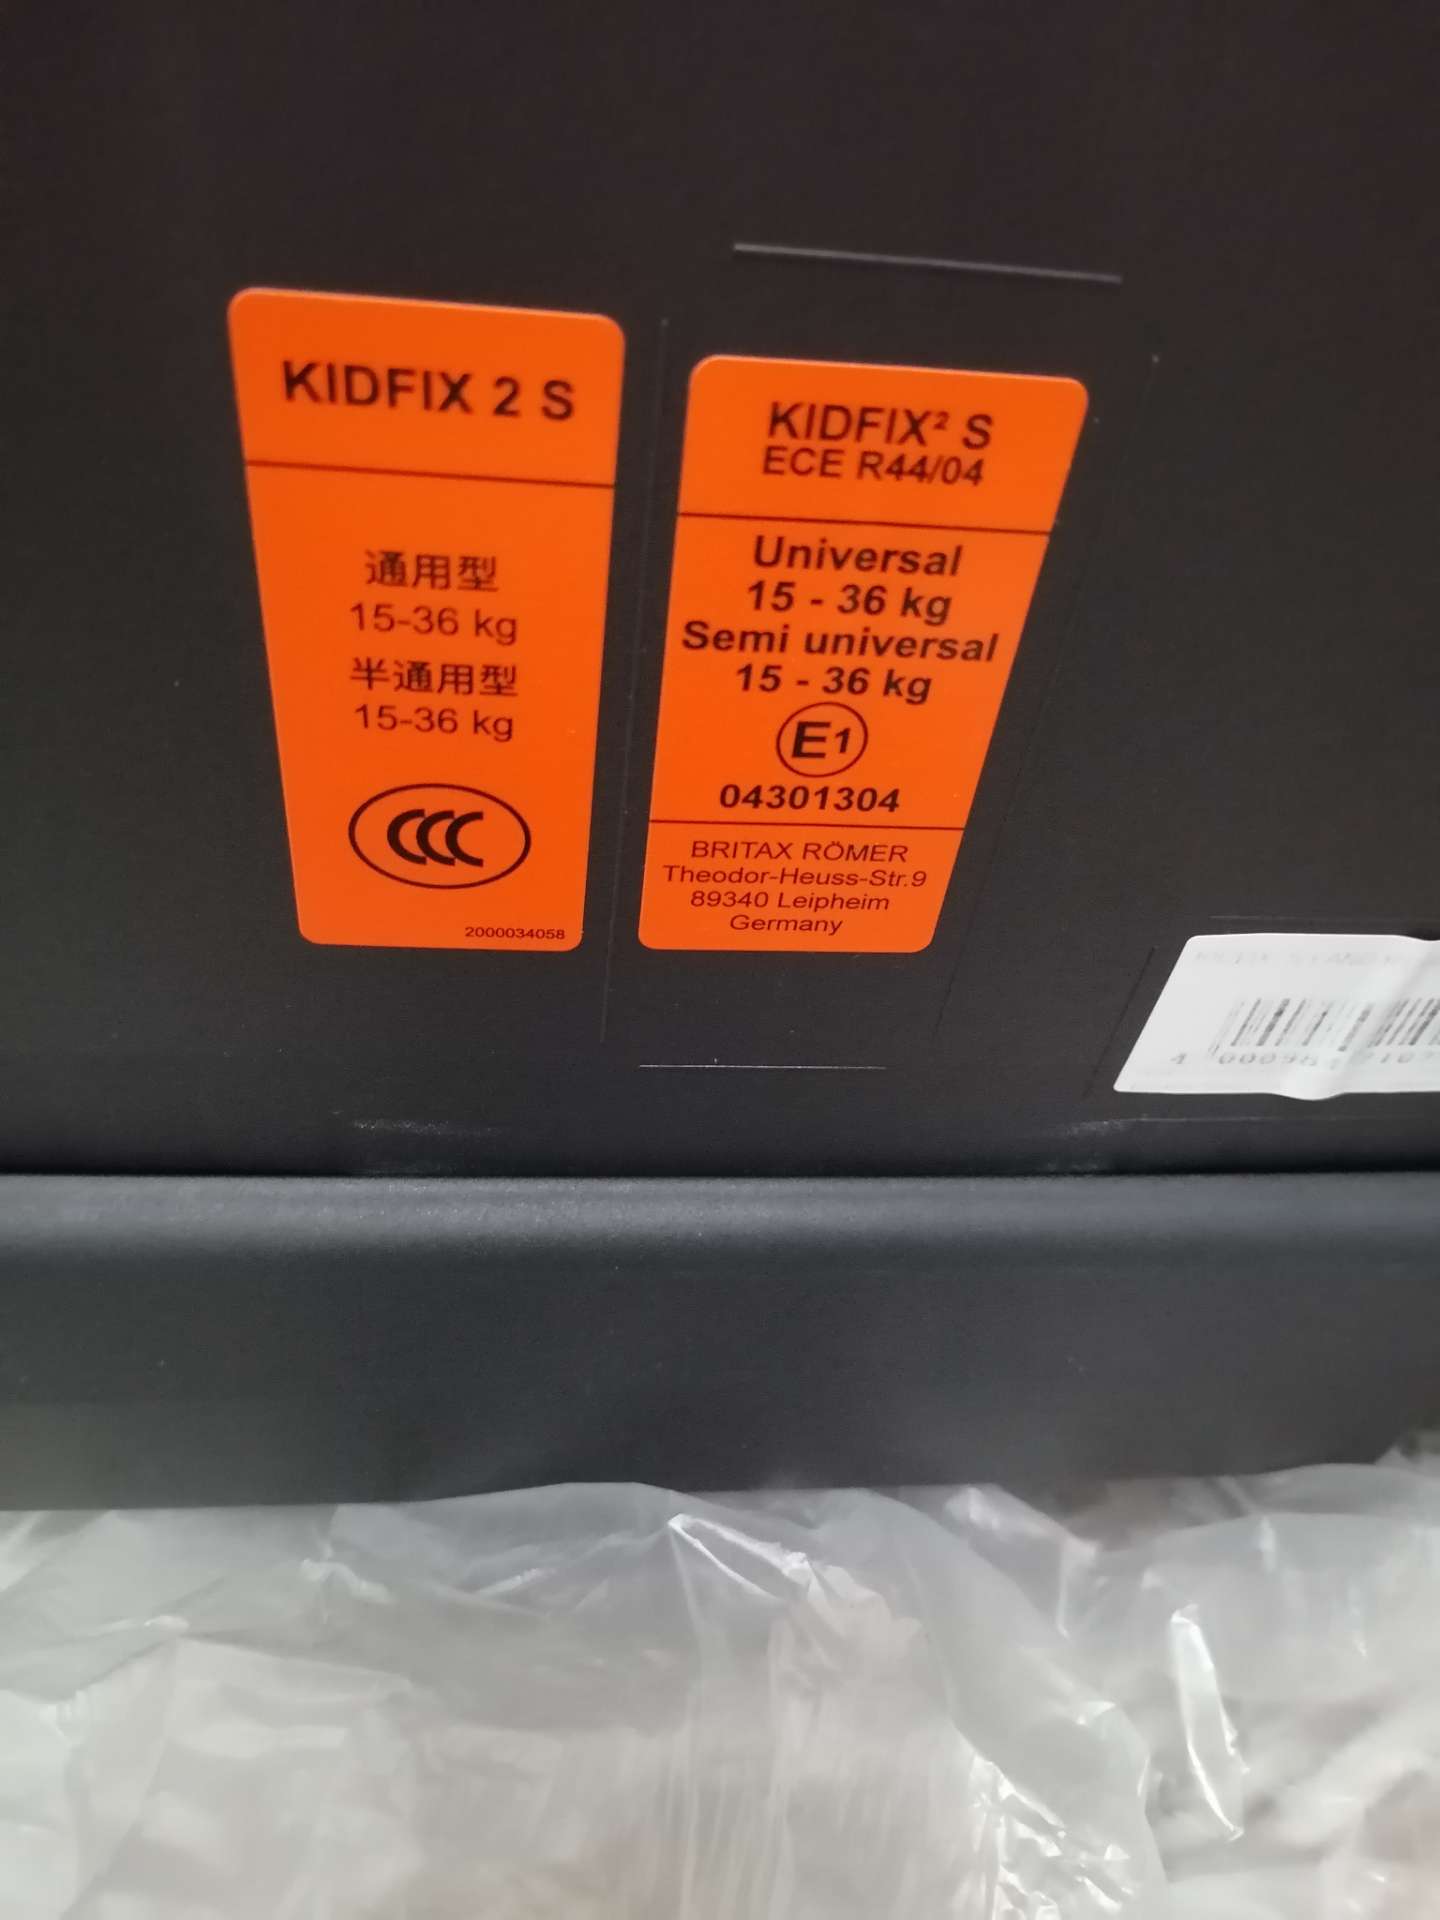 KIDFIX 2 S
通用型
15-36 kg
半通用型
15-36 kg
CCC
2000034058
KIDFIX² S
ECE R44/04
Universal
15 - 36 kg
Semi universal
15 - 36 kg
E1
04301304
BRITAX RÖMER
Theodor-Heuss-Str.9
89340 Leipheim
Germany